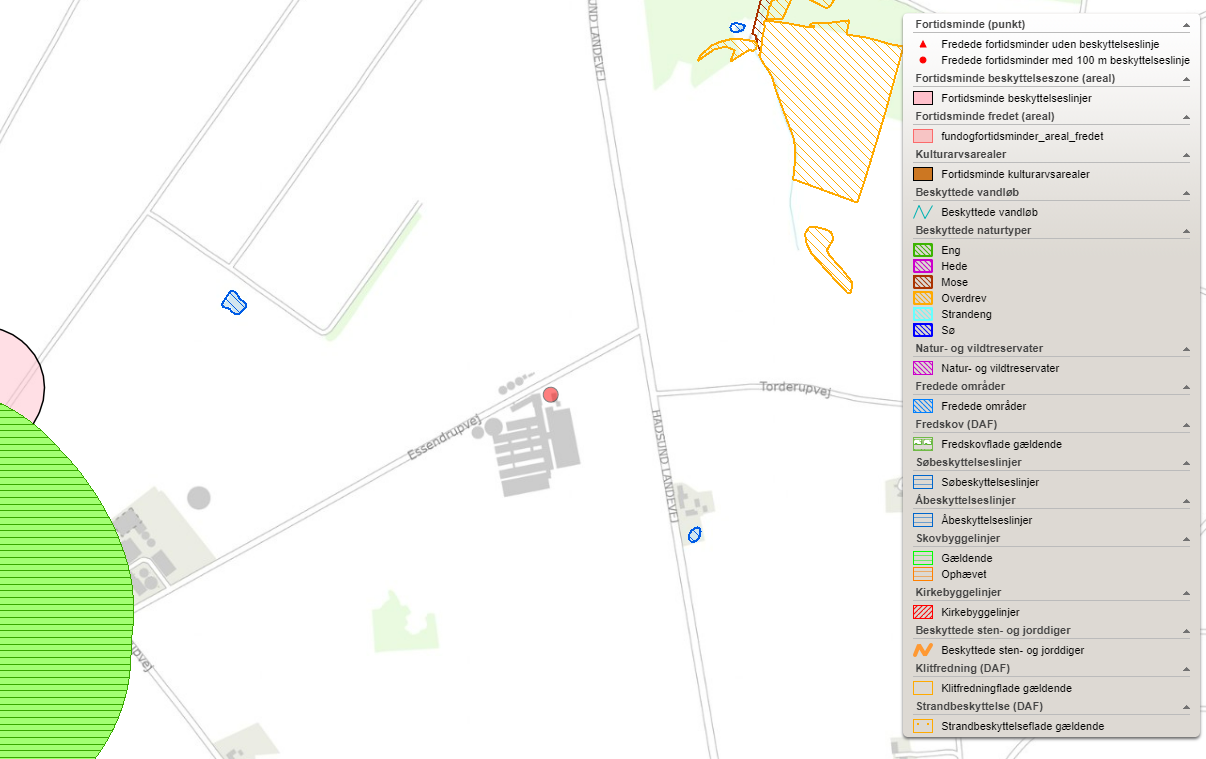 HADSUND LANDEVEJ
Torderupvej
Essendrupvej
HADSUND LANDEVEJ
rupvej
Fortidsminde (punkt)
Fredede fortidsminder uden beskyttelseslinje
Fredede fortidsminder med 100 m beskyttelseslinje
Fortidsminde beskyttelseszone (areal)
Fortidsminde beskyttelseslinjer
Fortidsminde fredet (areal)
fundogfortidsminder_areal_fredet
Kulturarvsarealer
Fortidsminde kulturarvsarealer
Beskyttede vandløb
Beskyttede vandløb
Beskyttede naturtyper
Eng
Hede
Mose
Overdrev
Strandeng
Sø
Natur- og vildtreservater
Natur- og vildtreservater
Fredede områder
Fredede områder
Fredskov (DAF)
Fredskovflade gældende
Søbeskyttelseslinjer
Søbeskyttelseslinjer
Åbeskyttelseslinjer
Åbeskyttelseslinjer
Skovbyggelinjer
Gældende
Ophævet
Kirkebyggelinjer
Kirkebyggelinjer
Beskyttede sten- og jorddiger
Beskyttede sten- og jorddiger
Klitfredning (DAF)
Klitfredningflade gældende
Strandbeskyttelse (DAF)
Strandbeskyttelseflade gældende